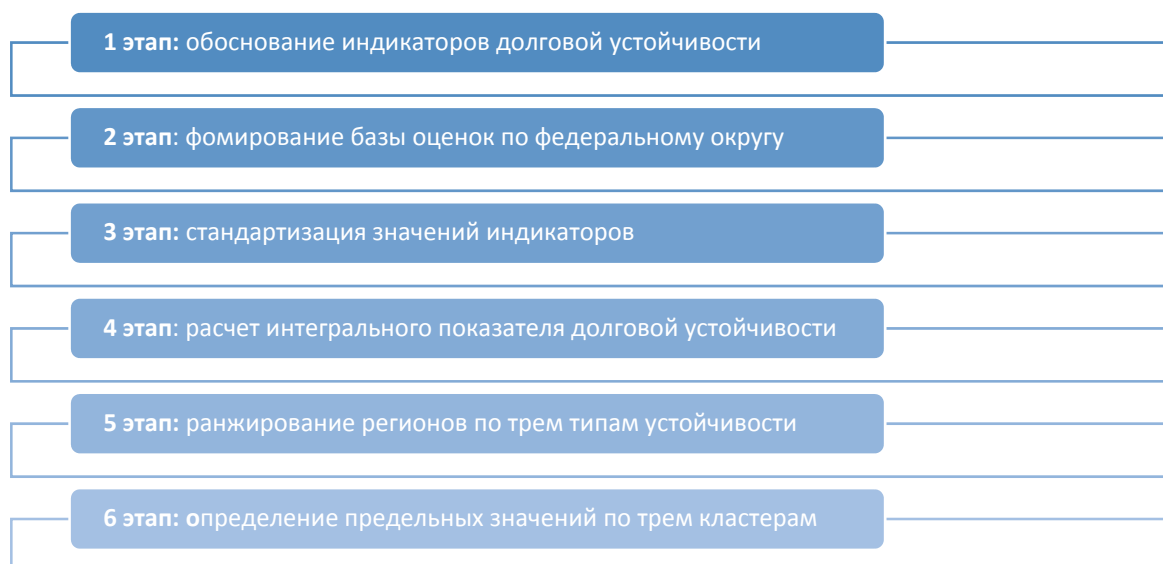 1 этап: обоснование индикаторов долговой устойчивости
2 этап: фомирование базы оценок по федеральному округу
3 этап: стандартизация значений индикаторов
4 этап: расчет интегрального показателя долговой устойчивости
5 этап: ранжирование регионов по трем типам устойчивости
6 этап: определение предельных значений по трем кластерам